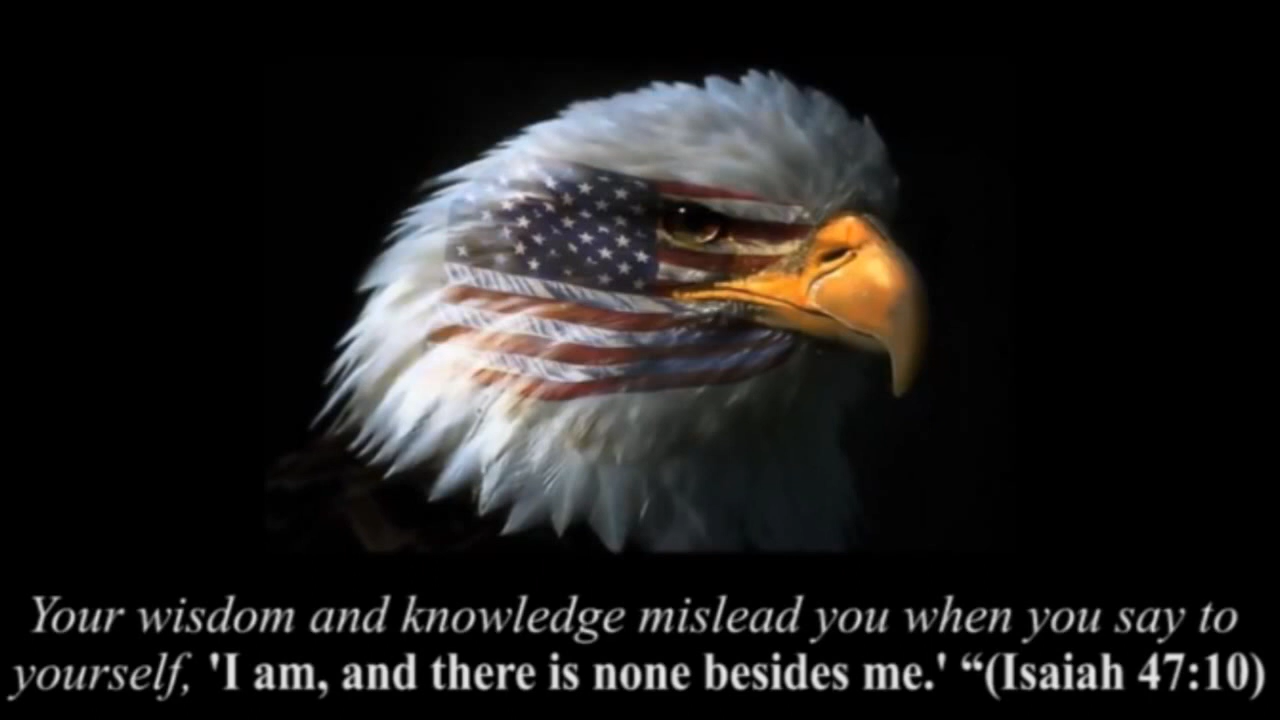 Your wisdom and knowledge mislead you when you say to
yourself, 'I am, and there is none besides me.' “(Isaiah 47:10)